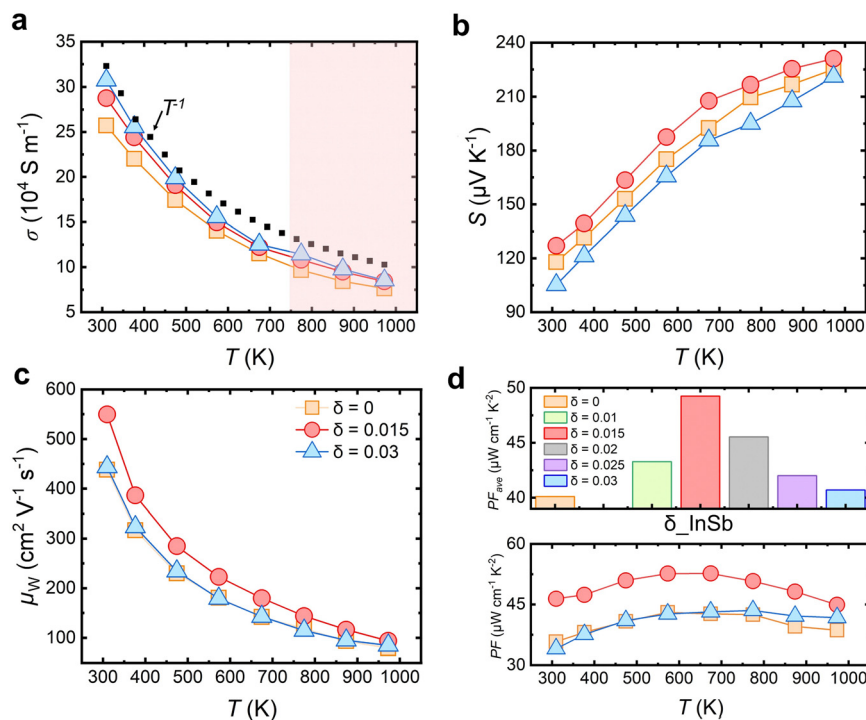 a
35
30
25
20
15
10
5
σ (10⁴ S m⁻¹)
T⁻¹
300 400 500 600 700 800 900 1000
T (K)
b
240
210
180
150
120
90
S (μV K⁻¹)
300 400 500 600 700 800 900 1000
T (K)
c
600
500
400
300
200
100
μ_W (cm² V⁻¹ s⁻¹)
δ = 0
δ = 0.015
δ = 0.03
300 400 500 600 700 800 900 1000
T (K)
d
50
45
40
PF_ave (μW cm⁻¹ K⁻²)
δ = 0
δ = 0.01
δ = 0.015
δ = 0.02
δ = 0.025
δ = 0.03
δ_InSb
60
45
30
PF (μW cm⁻¹ K⁻²)
300 400 500 600 700 800 900 1000
T (K)